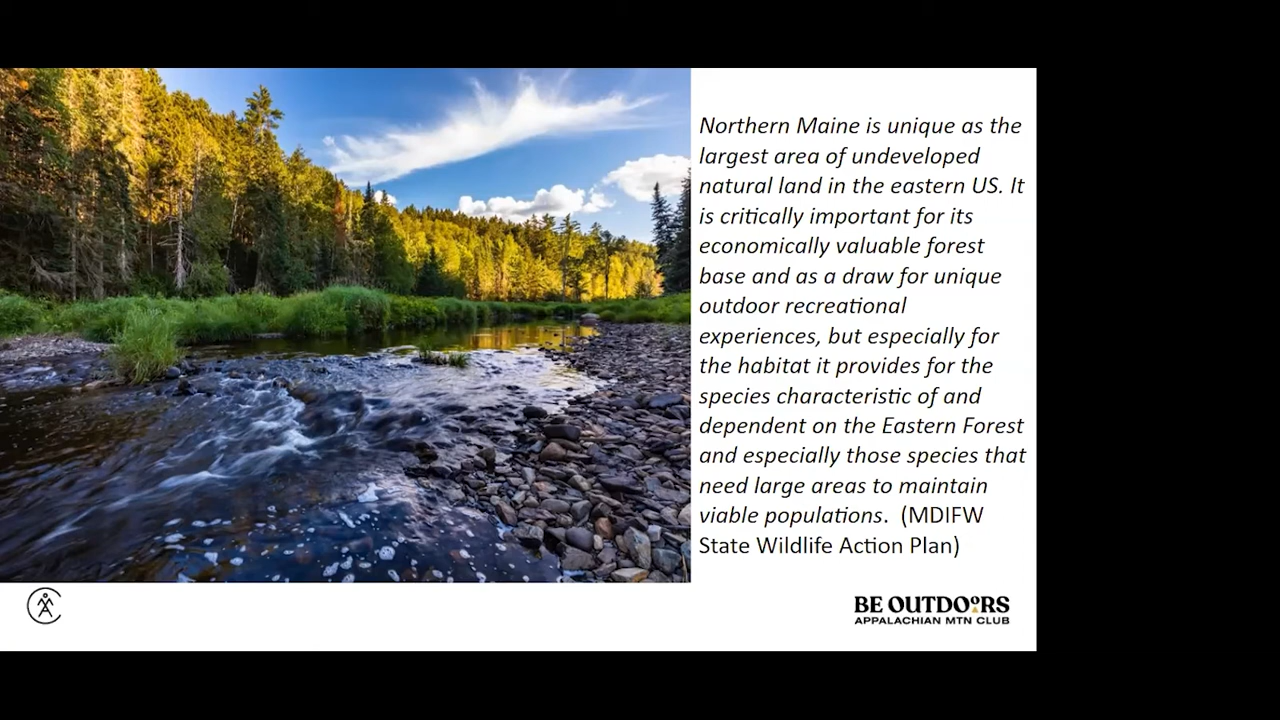 Northern Maine is unique as the
largest area of undeveloped
natural land in the eastern US. It
is critically important for its
economically valuable forest
base and as a draw for unique
outdoor recreational
experiences, but especially for
the habitat it provides for the
species characteristic of and
dependent on the Eastern Forest
and especially those species that
need large areas to maintain
viable populations.  (MDIFW
State Wildlife Action Plan)
BE OUTDOORS
APPALACHIAN MTN CLUB